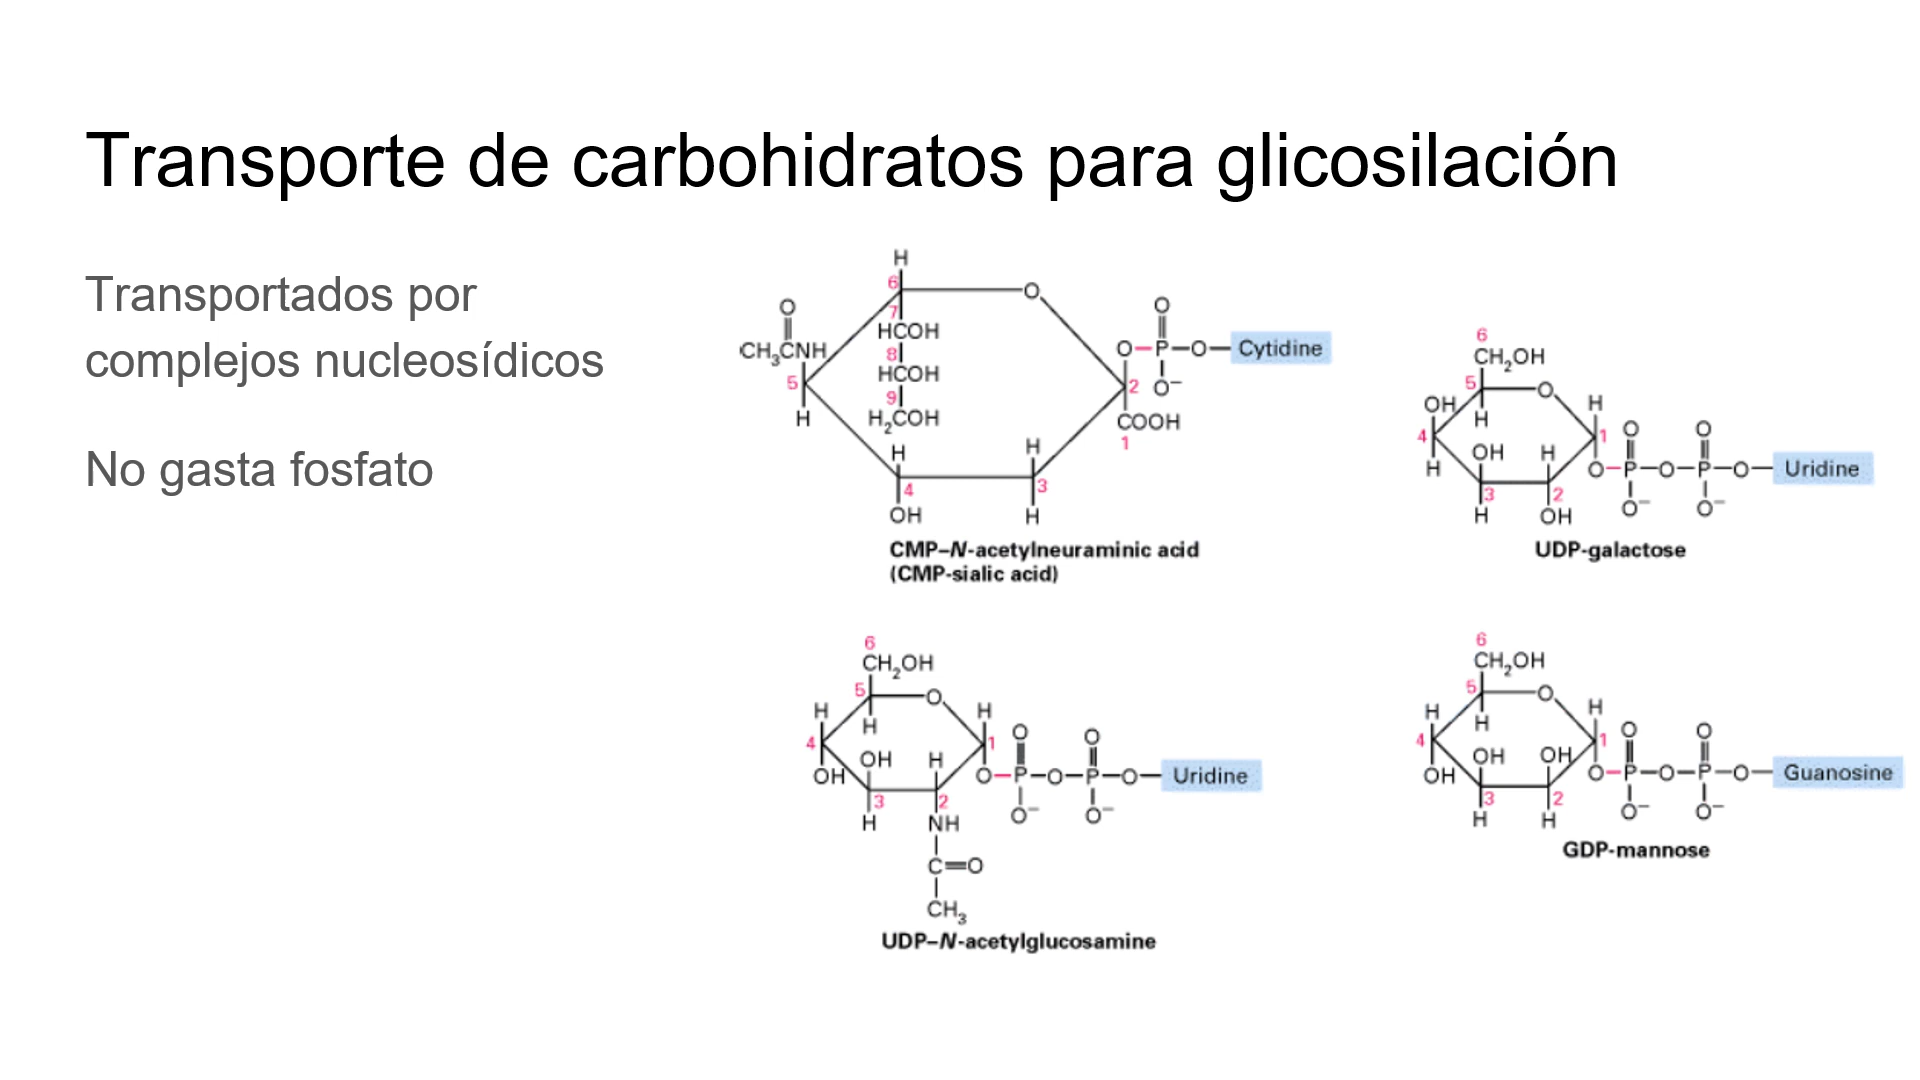 Transporte de carbohidratos para glicosilación
Transportados por
complejos nucleosídicos
No gasta fosfato
H
6
O
7
HCOH
O
CH3CNH
8
HCOH
5
9
H
H2COH
H
4
OH
H
3
H
O
O–P–O–
Cytidine
2
O–
COOH
1
CMP–N-acetylneuraminic acid
(CMP-sialic acid)
6
CH2OH
5
O
OH
H
H
4
1
O
O
OH
H
H
O–P–O–P–O–
Uridine
3
2
O–
O–
H
OH
UDP-galactose
6
CH2OH
5
O
H
H
H
4
1
O
O
OH
H
OH
O–P–O–P–O–
Uridine
3
2
O–
O–
H
NH
C=O
CH3
UDP–N-acetylglucosamine
6
CH2OH
5
O
H
H
H
4
1
O
O
OH
OH
OH
O–P–O–P–O–
Guanosine
3
2
O–
O–
H
H
GDP-mannose